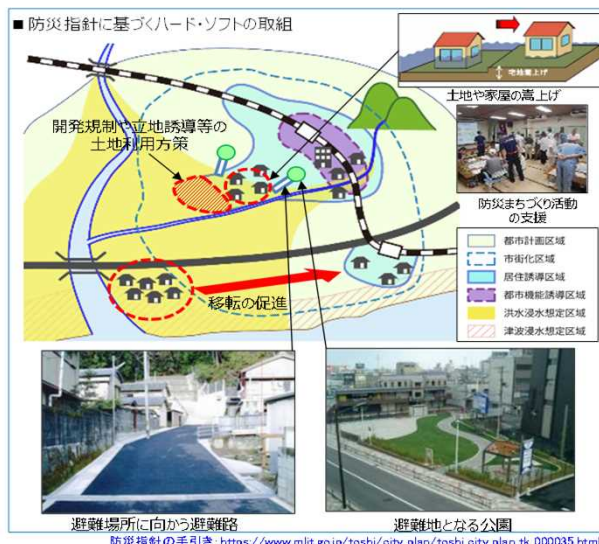 ■ 防災指針に基づくハード・ソフトの取組
宅地嵩上げ
土地や家屋の嵩上げ
開発規制や立地誘導等の
土地利用方策
防災まちづくり活動
の支援
都市計画区域
市街化区域
居住誘導区域
都市機能誘導区域
洪水浸水想定区域
津波浸水想定区域
移転の促進
避難場所に向かう避難路
避難地となる公園
防災指針の手引き:https://www.mlit.go.jp/toshi/city_plan/toshi_city_plan_tk_000035.html